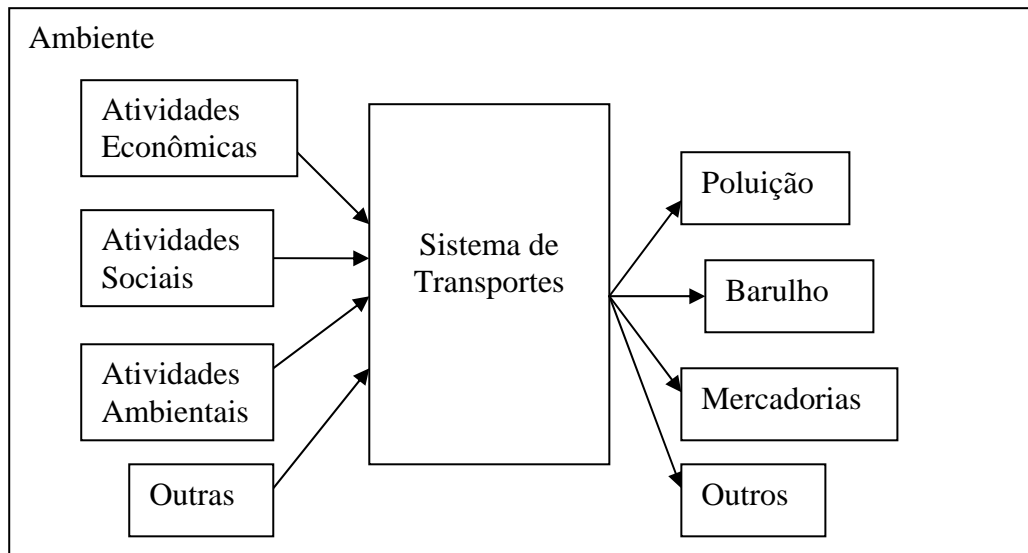 Ambiente
Atividades
Econômicas
Atividades
Sociais
Atividades
Ambientais
Outras
Sistema de
Transportes
Poluição
Barulho
Mercadorias
Outros